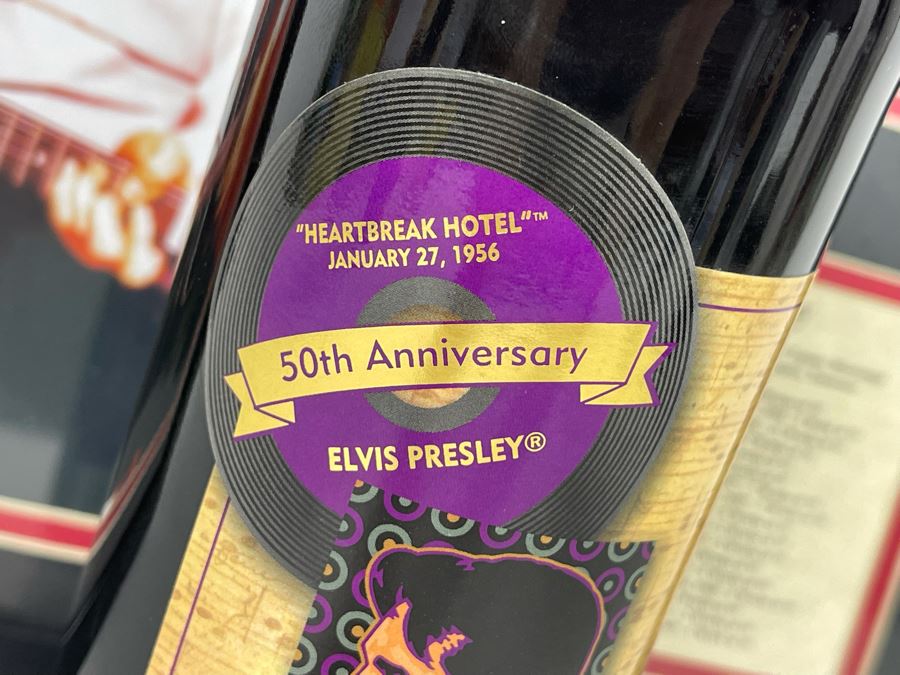 "HEARTBREAK HOTEL"™
JANUARY 27, 1956
50th Anniversary
ELVIS PRESLEY®